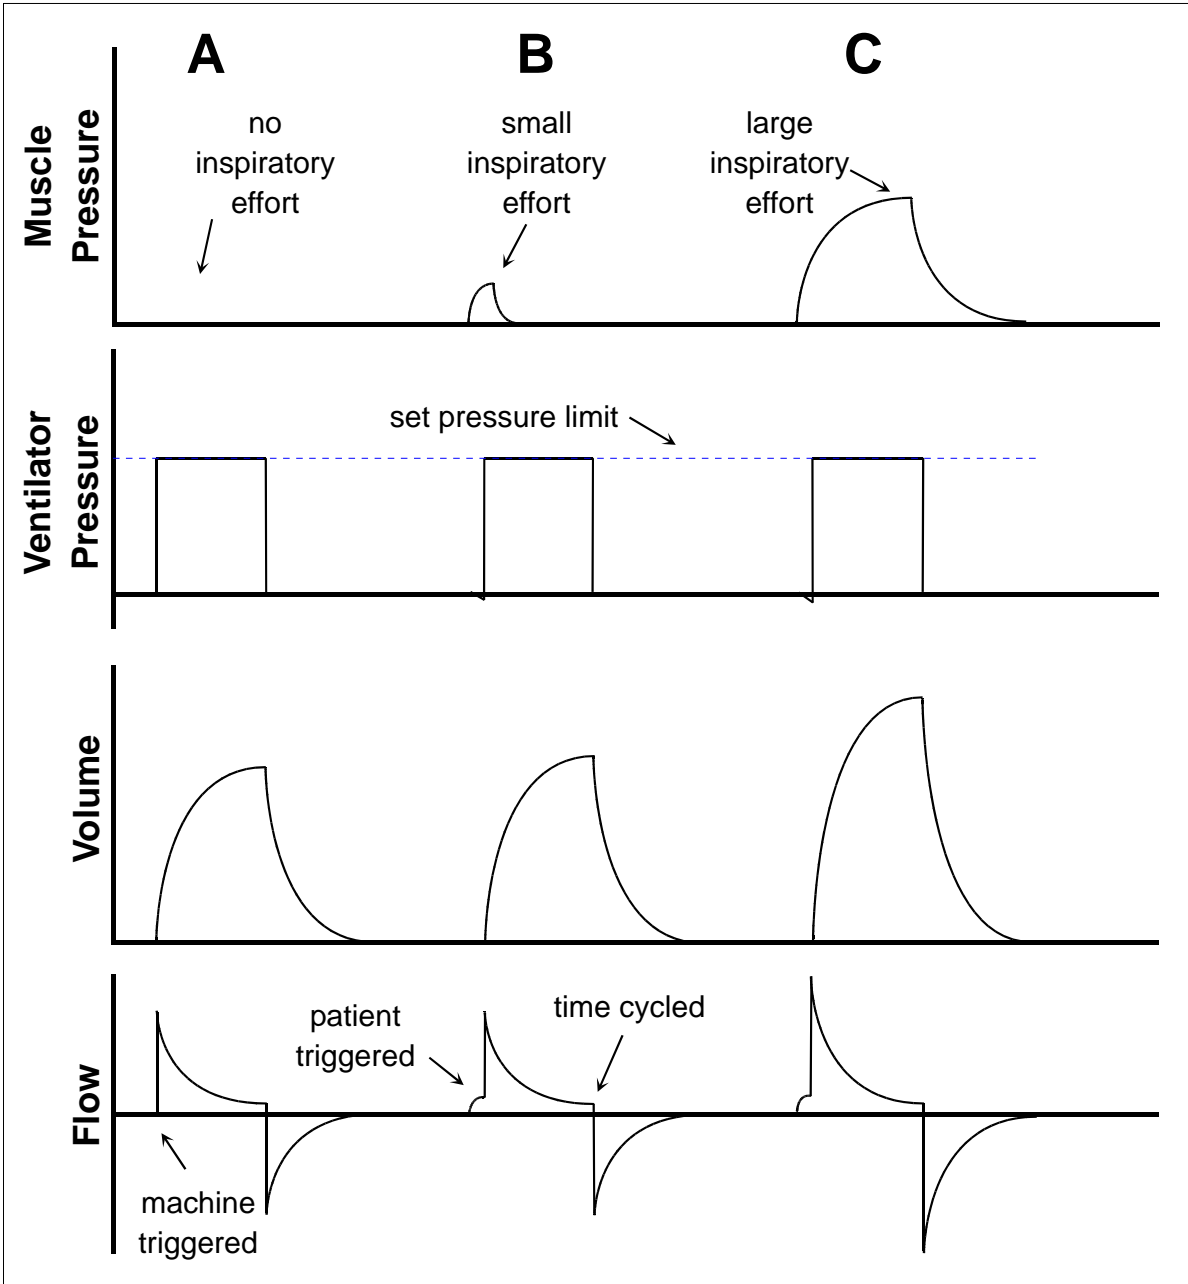 A
B
C
Muscle
Pressure
no
inspiratory
effort
small
inspiratory
effort
large
inspiratory
effort
Ventilator
Pressure
set pressure limit
Volume
Flow
patient
triggered
time cycled
machine
triggered